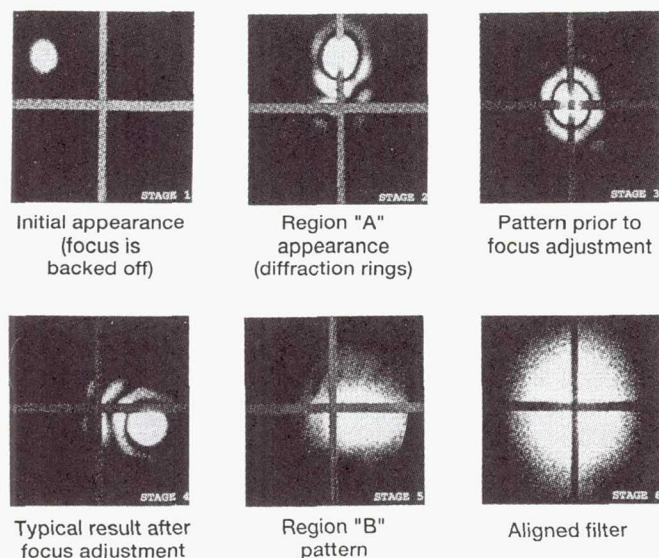 STAGE 1
STAGE 2
STAGE 3
Initial appearance
(focus is
backed off)
Region "A"
appearance
(diffraction rings)
Pattern prior to
focus adjustment
STAGE 4
STAGE 5
STAGE 6
Typical result after
focus adjustment
Region "B"
pattern
Aligned filter